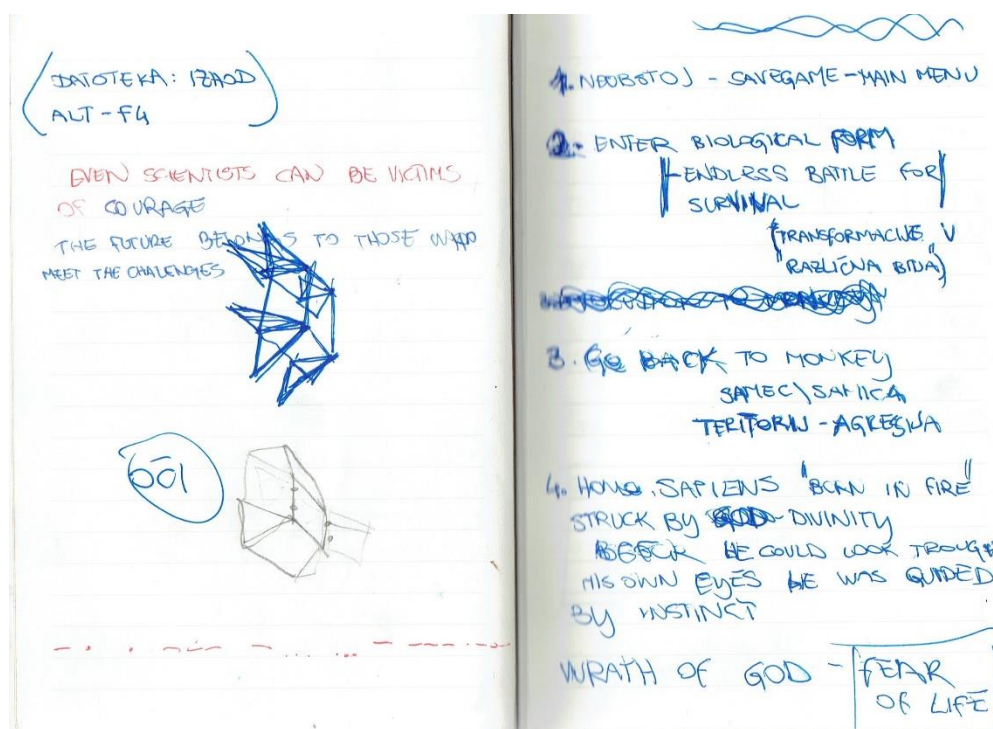 DATOTEKA: IZHOD
ALT-F4
EVEN SCIENTISTS CAN BE VICTIMS
OF COURAGE
THE FUTURE BELONGS TO THOSE WHO
MEET THE CHALENGES
001
1. NEOBSTOJ - SAVEGAME - MAIN MENU
2. ENTER BIOLOGICAL FORM
ENDLESS BATTLE FOR
SURVIVAL
(TRANSFORMACIJE V
RAZLIČNA BITJA)
3. GO BACK TO MONKEY
SAMEC\SAMICA
TERITORIJ - AGRESIJA
4. HOMO. SAPIENS "BORN IN FIRE"
STRUCK BY DIVINITY
HE COULD LOOK TROUGH
HIS OWN EYES HE WAS GUIDED
BY INSTINCT
WRATH OF GOD - FEAR
OF LIFE